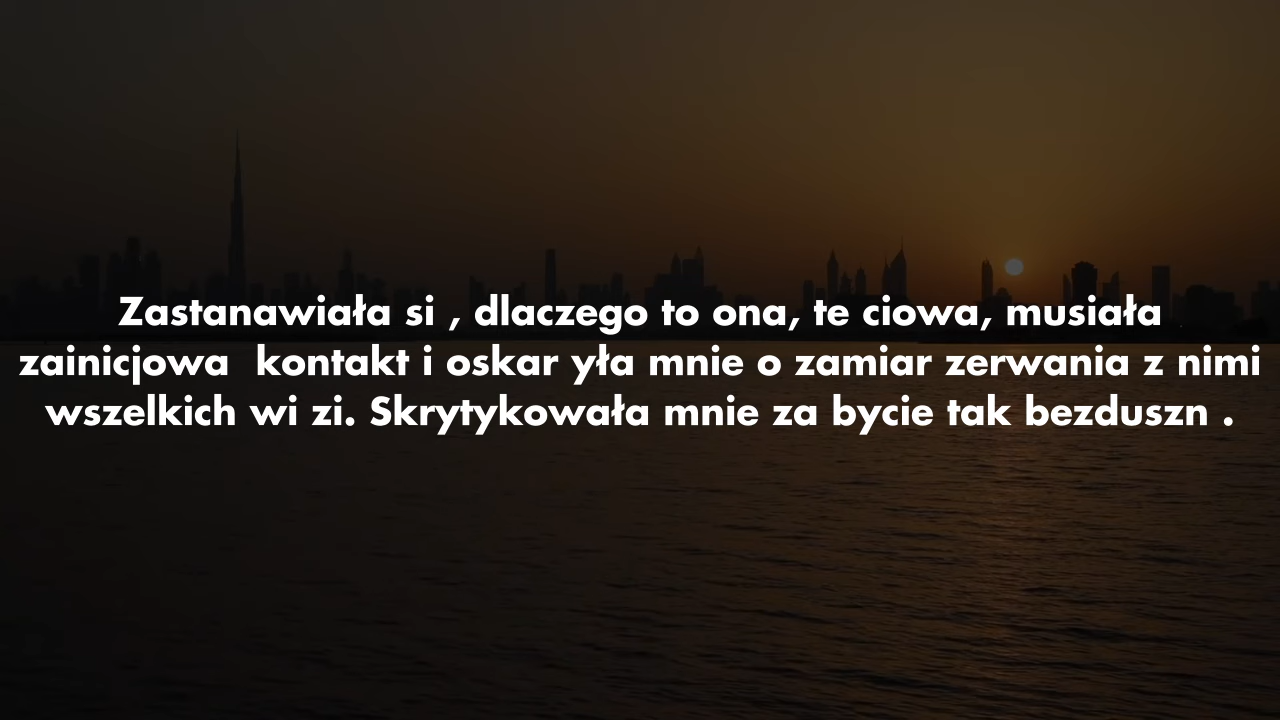 Zastanawiała si , dlaczego to ona, te ciowa, musiała
zainicjowa  kontakt i oskar yła mnie o zamiar zerwania z nimi
wszelkich wi zi. Skrytykowała mnie za bycie tak bezduszn .